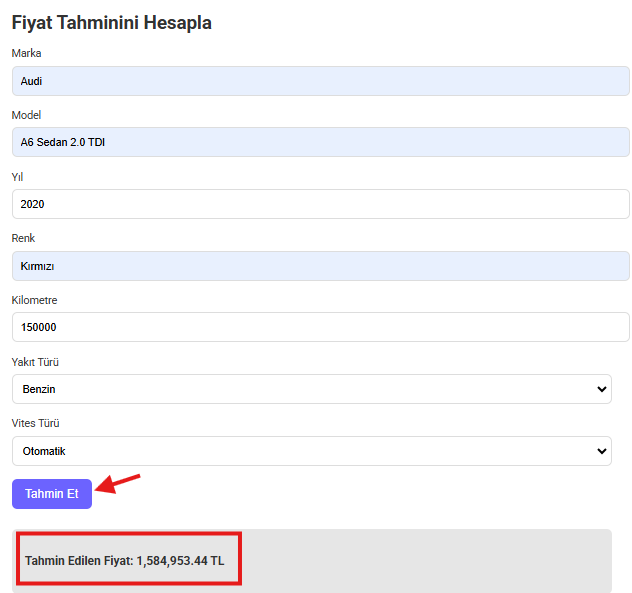 Fiyat Tahminini Hesapla
Marka
Audi
Model
A6 Sedan 2.0 TDI
Yıl
2020
Renk
Kırmızı
Kilometre
150000
Yakıt Türü
Benzin
Vites Türü
Otomatik
Tahmin Et
Tahmin Edilen Fiyat: 1,584,953.44 TL